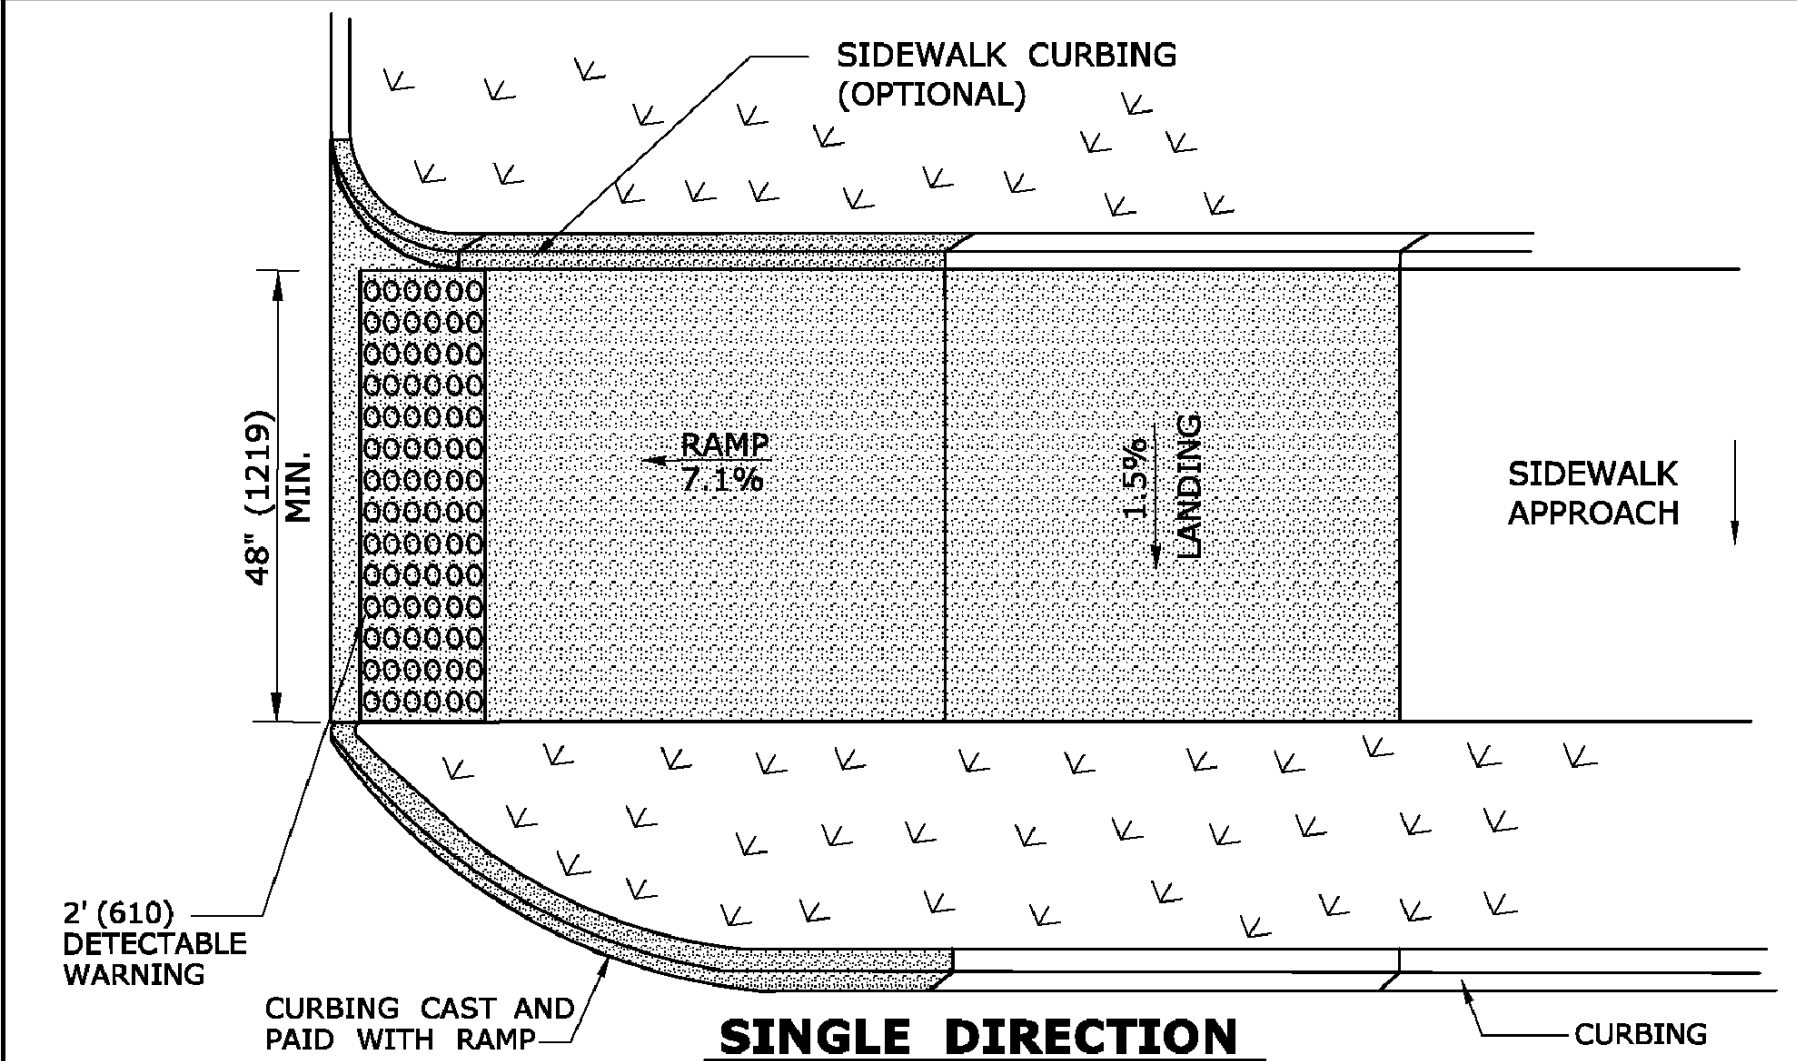 SIDEWALK CURBING
(OPTIONAL)
48" (1219)
MIN.
RAMP
7.1%
1.5%
LANDING
SIDEWALK
APPROACH
2' (610)
DETECTABLE
WARNING
CURBING CAST AND
PAID WITH RAMP
SINGLE DIRECTION
CURBING